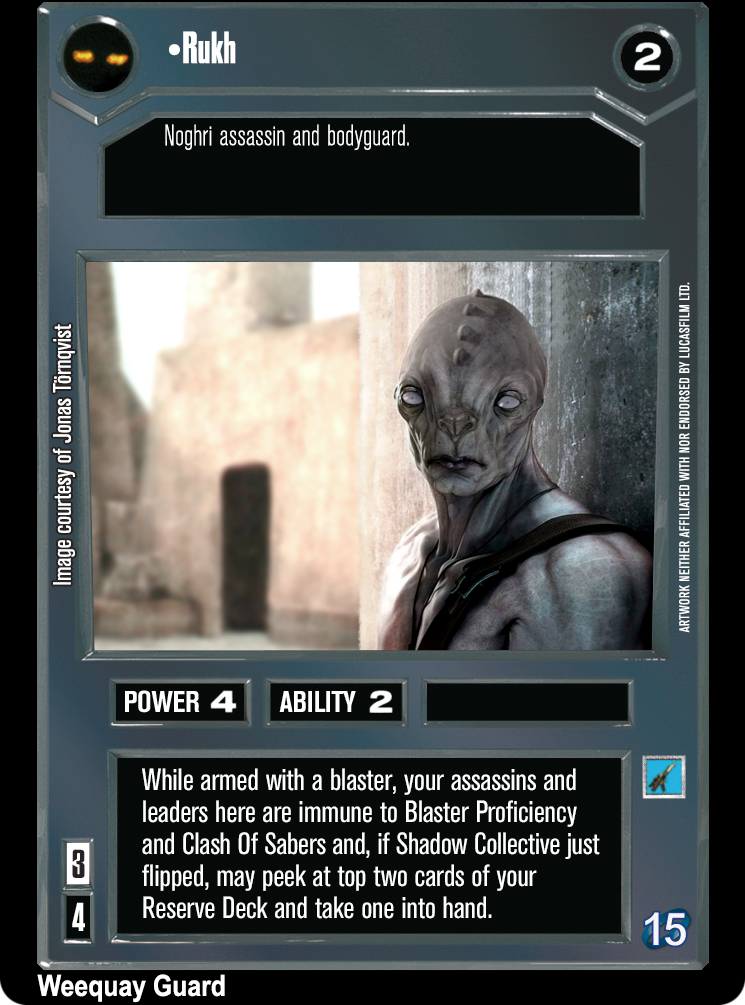 •Rukh
2
Noghri assassin and bodyguard.
Image courtesy of Jonas Törnqvist
ARTWORK NEITHER AFFILIATED WITH NOR ENDORSED BY LUCASFILM LTD.
POWER 4
ABILITY 2
While armed with a blaster, your assassins and
leaders here are immune to Blaster Proficiency
and Clash Of Sabers and, if Shadow Collective just
flipped, may peek at top two cards of your
Reserve Deck and take one into hand.
3
4
15
Weequay Guard